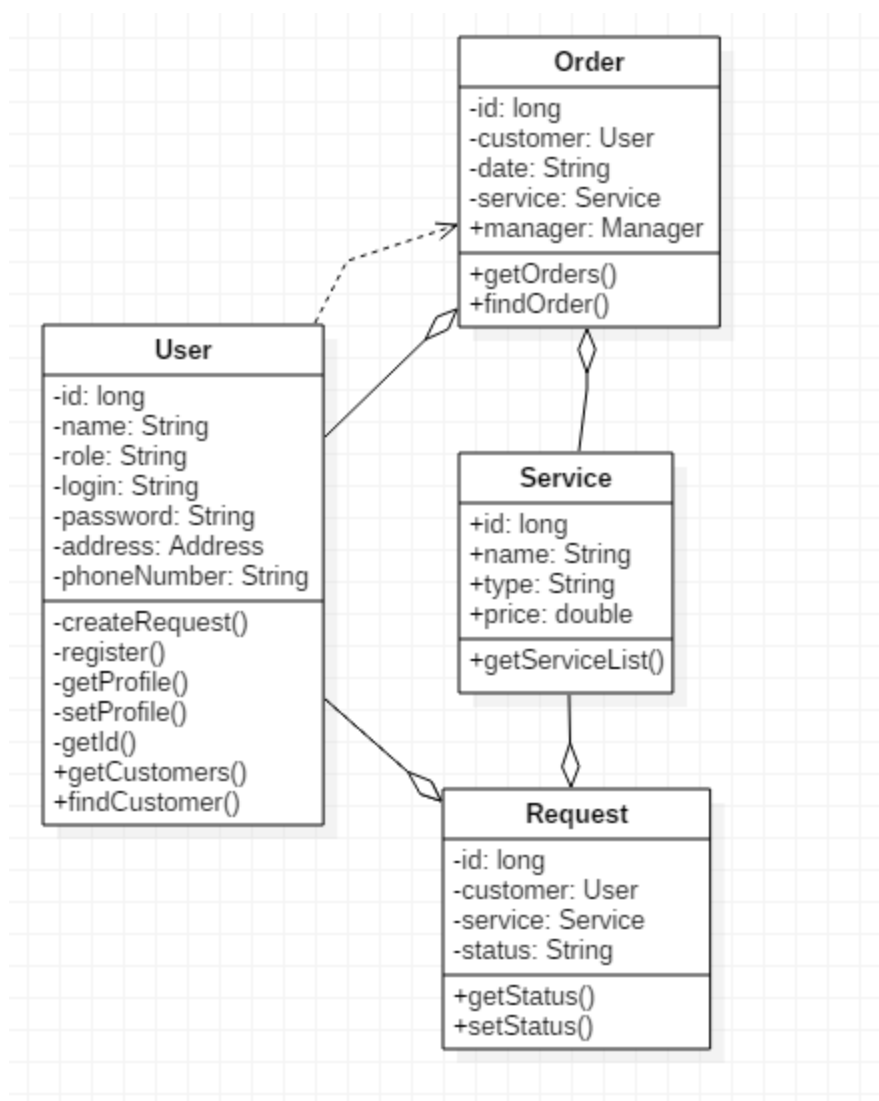 Order
-id: long
-customer: User
-date: String
-service: Service
+manager: Manager
+getOrders()
+findOrder()
User
-id: long
-name: String
-role: String
-login: String
-password: String
-address: Address
-phoneNumber: String
-createRequest()
-register()
-getProfile()
-setProfile()
-getId()
+getCustomers()
+findCustomer()
Service
+id: long
+name: String
+type: String
+price: double
+getServiceList()
Request
-id: long
-customer: User
-service: Service
-status: String
+getStatus()
+setStatus()